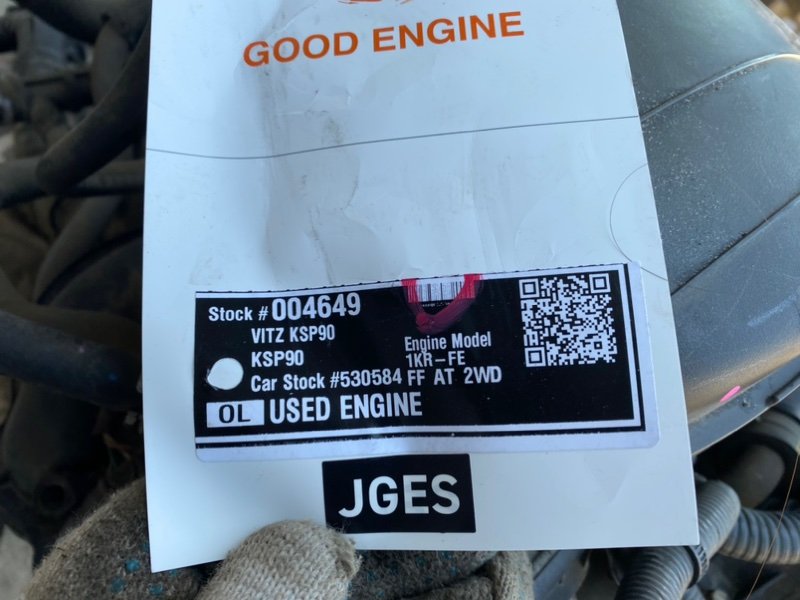 GOOD ENGINE
Stock # 004649
VITZ KSP90
KSP90
Engine Model
1KR-FE
Car Stock #530584 FF AT 2WD
OL USED ENGINE
JGES